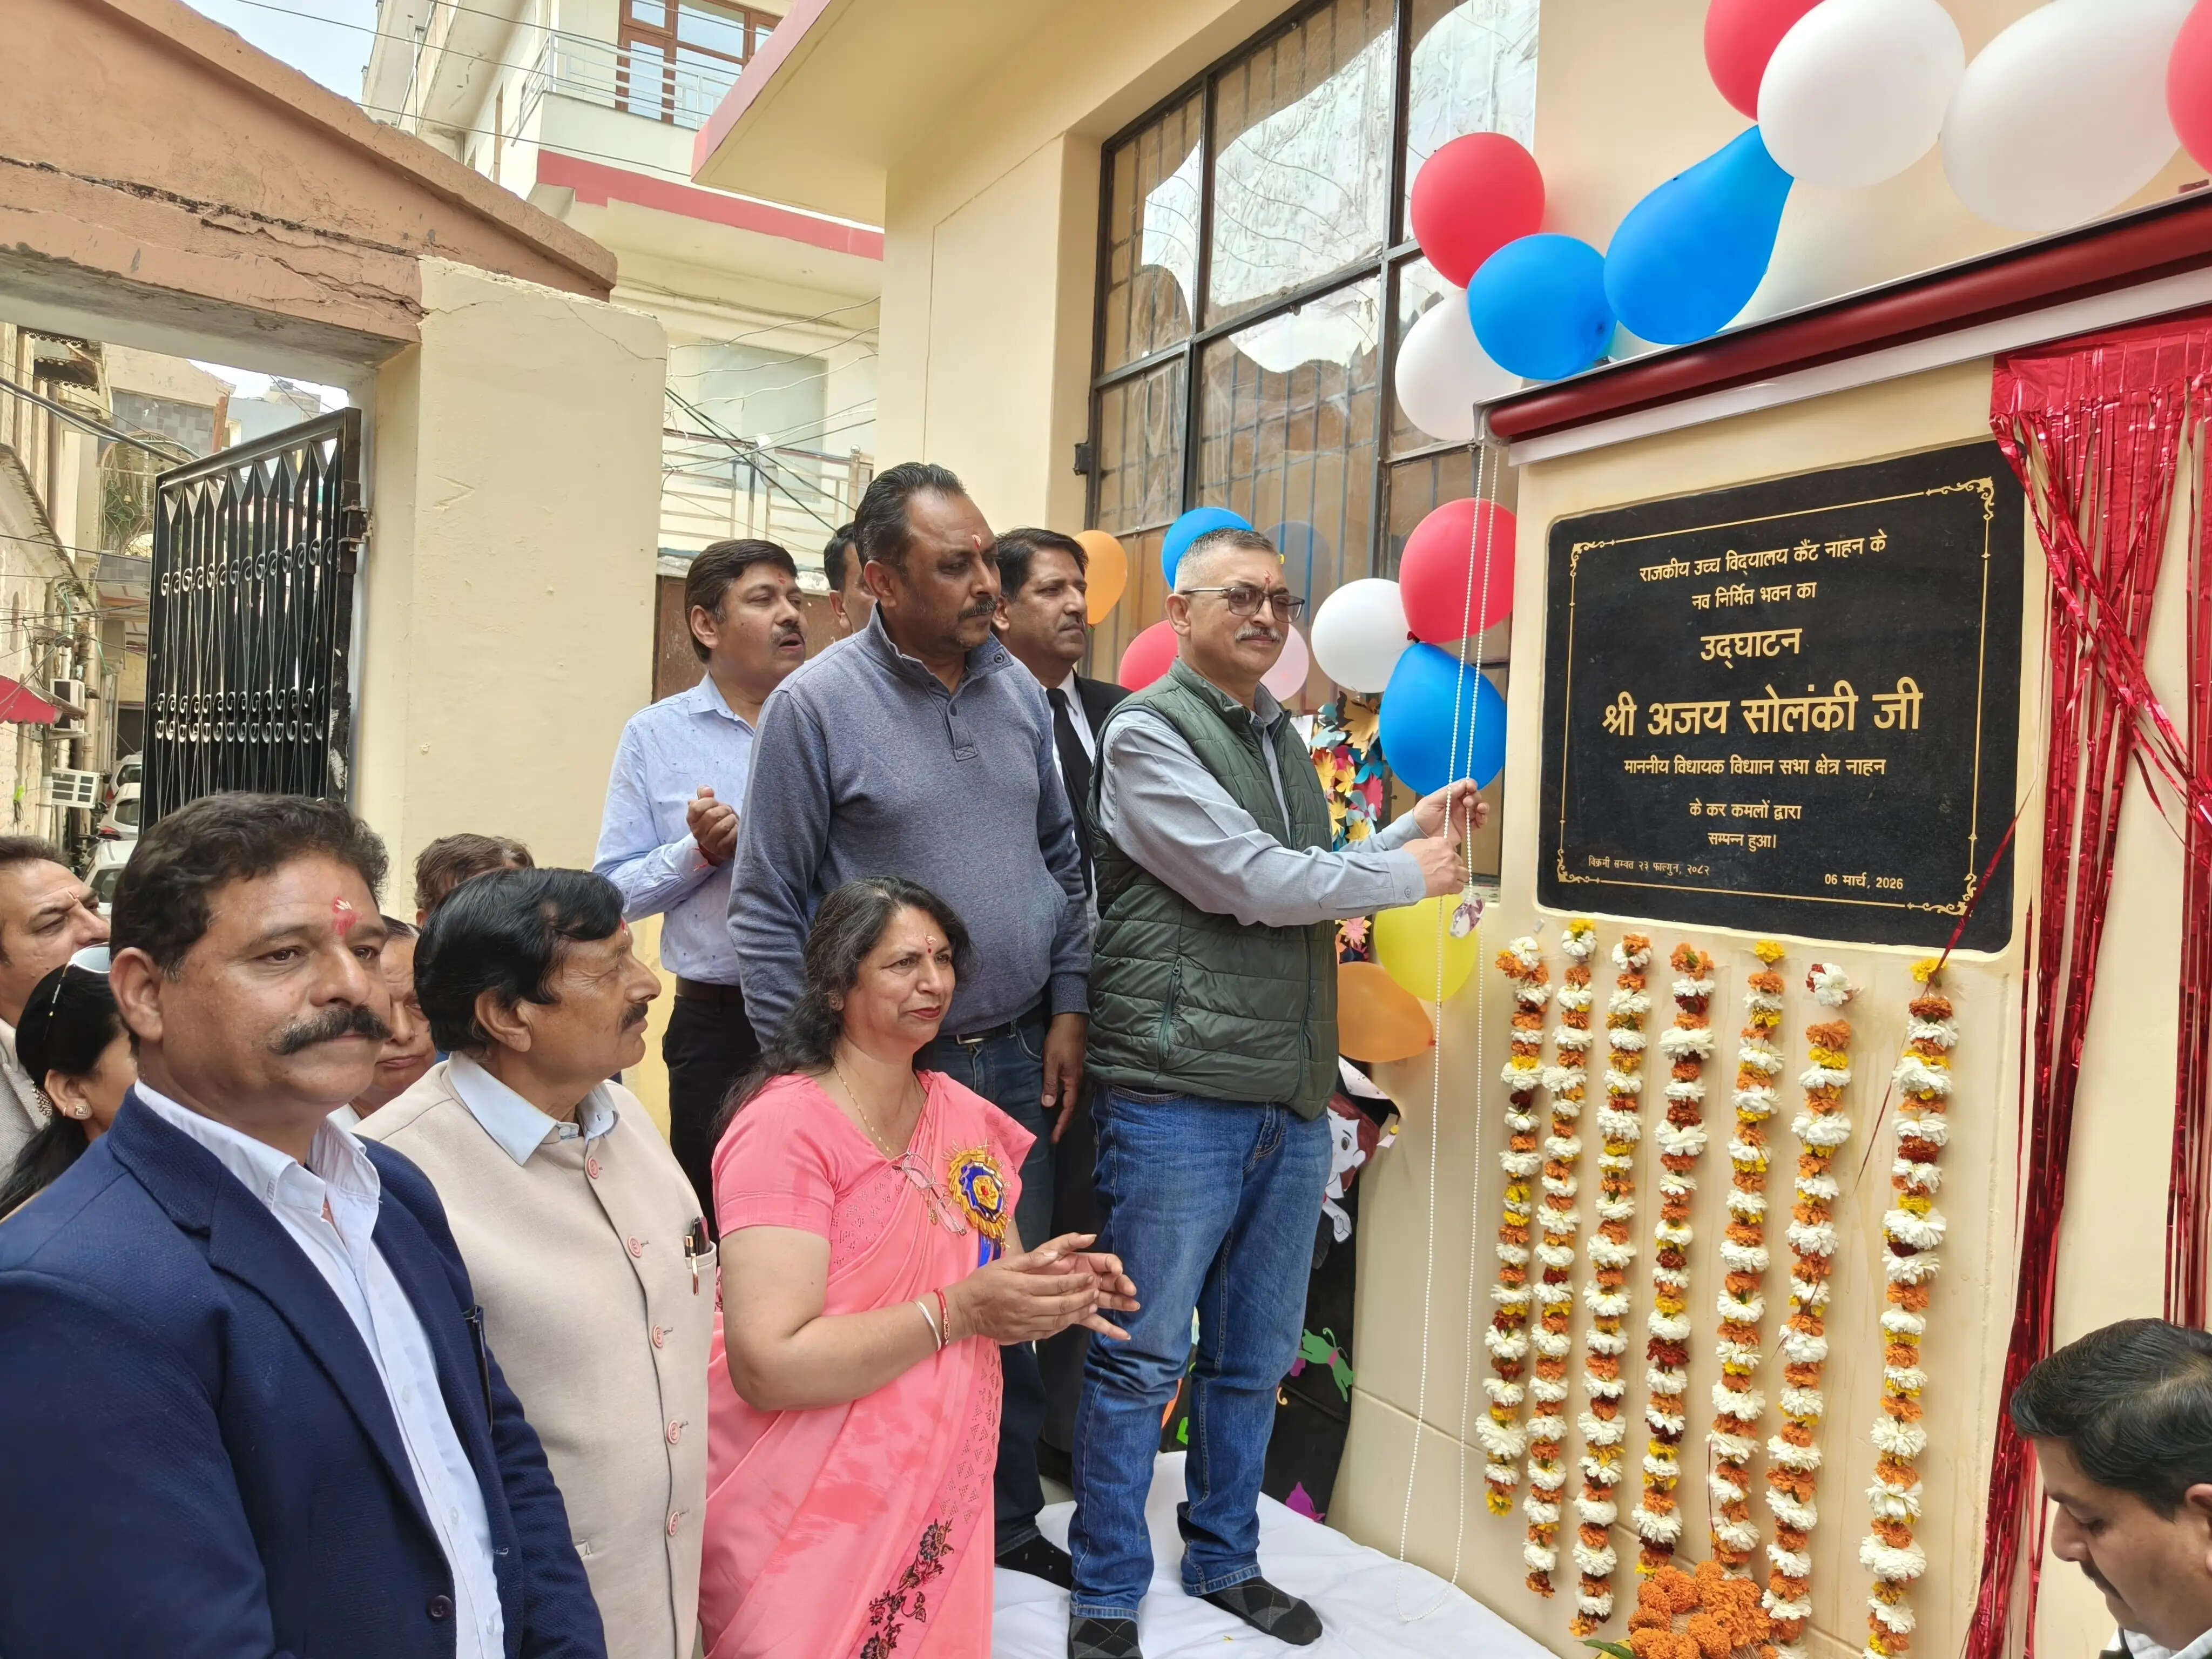 राजकीय उच्च विद्‌यालय कैंट नाहन के
नव निर्मित भवन का
उद्‌घाटन
श्री अजय सोलंकी जी
माननीय विधायक विधाान सभा क्षेत्र नाहन
के कर कमलों द्वारा
सम्पन्न हुआ।
विक्रमी सम्वत २३ फाल्गुन, २०८२
06 मार्च, 2026